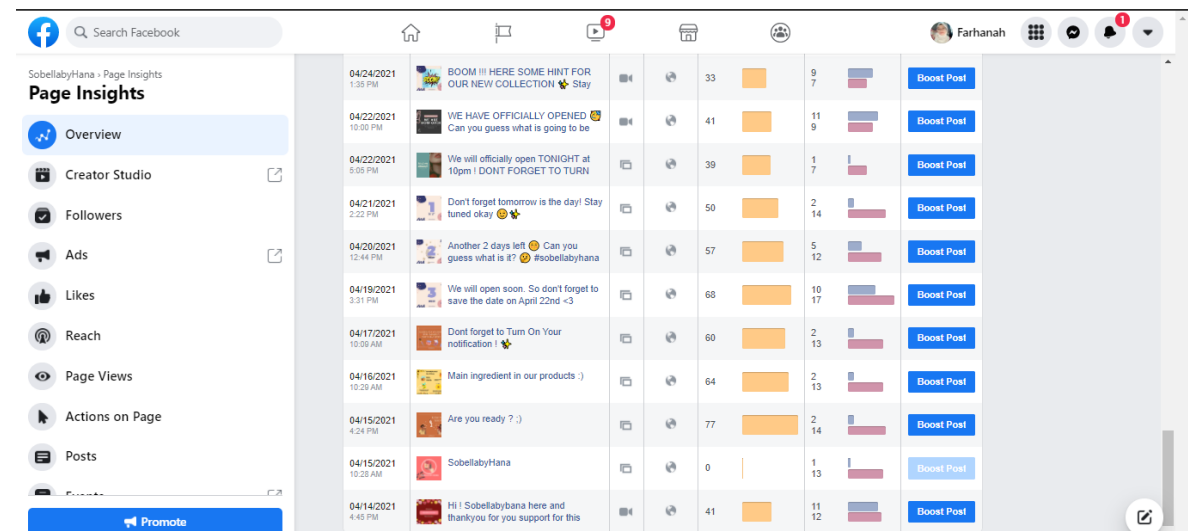 Search Facebook
9
Farhanah
1
SobellabyHana › Page Insights
Page Insights
Overview
Creator Studio
Followers
Ads
Likes
Reach
Page Views
Actions on Page
Posts
Events
Promote
04/24/2021
1:35 PM
BOOM !!! HERE SOME HINT FOR
OUR NEW COLLECTION Stay
33
9
7
Boost Post
04/22/2021
10:00 PM
WE HAVE OFFICIALLY OPENED
Can you guess what is going to be
41
11
9
Boost Post
04/22/2021
5:05 PM
We will officially open TONIGHT at
10pm ! DONT FORGET TO TURN
39
1
7
Boost Post
04/21/2021
2:22 PM
Don't forget tomorrow is the day! Stay
tuned okay
50
2
14
Boost Post
04/20/2021
12:44 PM
Another 2 days left Can you
guess what is it? #sobellabyhana
57
5
12
Boost Post
04/19/2021
3:31 PM
We will open soon. So don't forget to
save the date on April 22nd <3
68
10
17
Boost Post
04/17/2021
10:09 AM
Dont forget to Turn On Your
notification !
60
2
13
Boost Post
04/16/2021
10:29 AM
Main ingredient in our products :)
64
2
13
Boost Post
04/15/2021
4:24 PM
Are you ready ? ;)
77
2
14
Boost Post
04/15/2021
10:28 AM
SobellabyHana
0
1
13
Boost Post
04/14/2021
4:45 PM
Hi ! Sobellabybana here and
thankyou for you support for this
41
11
12
Boost Post